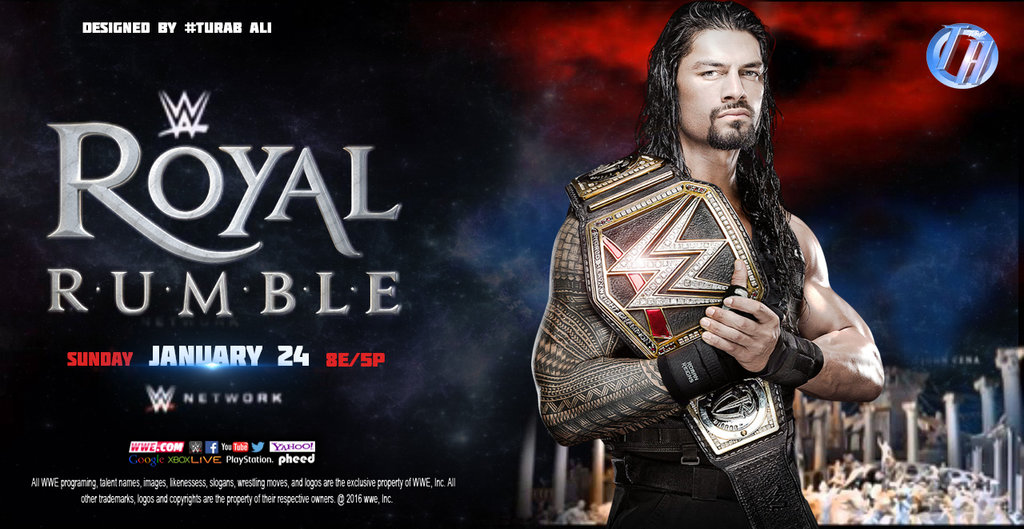 DESIGNED BY #TURAB ALI
W
ROYAL
R·U·M·B·L·E
NETWORK
SUNDAY JANUARY 24 8E/5P
W NETWORK
WWE.COM W f YouTube YAHOO!
Google XBOX LIVE PlayStation. pheed
All WWE programing, talent names, images, likenessess, slogans, wrestling moves, and logos are the exclusive property of WWE, Inc. All
other trademarks, logos and copyrights are the property of their respective owners. @ 2016 wwe, Inc.
TA
W